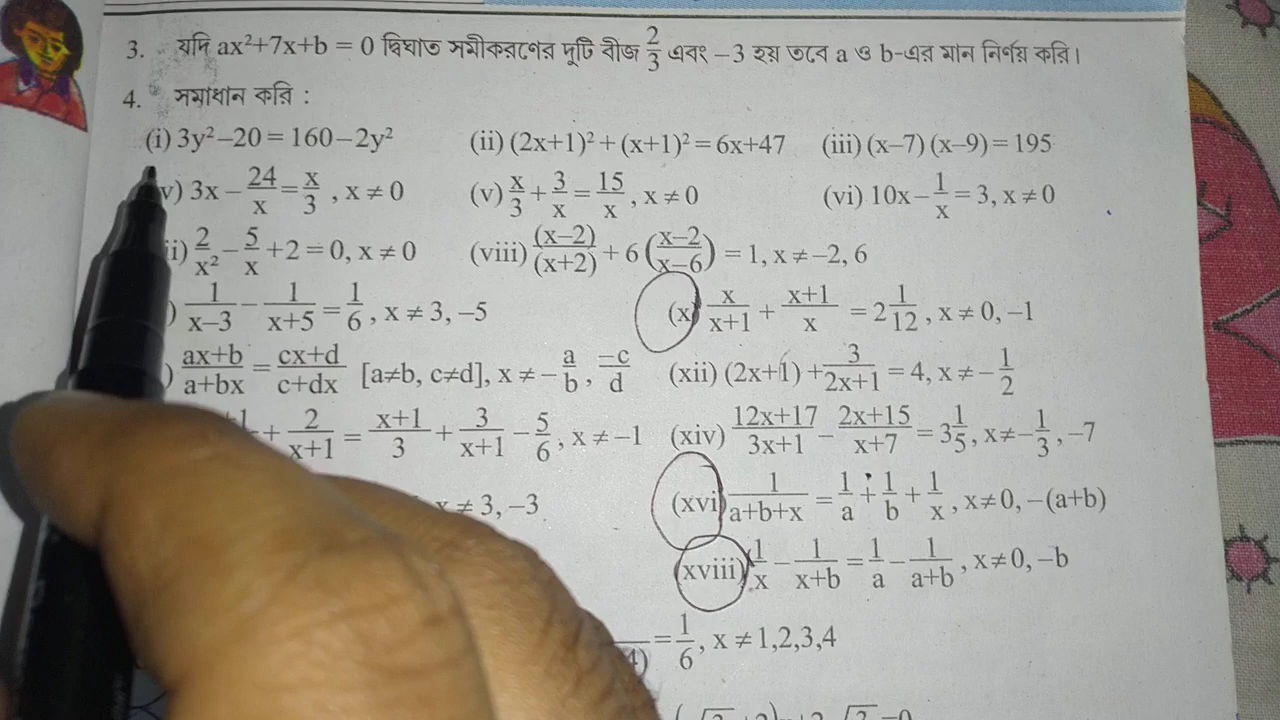 3. যদি ax²+7x+b = 0 দ্বিঘাত সমীকরণের দুটি বীজ 2/3 এবং −3 হয় তবে a ও b-এর মান নির্ণয় করি।
4. সমাধান করি :
(i) 3y²−20 = 160−2y² (ii) (2x+1)² + (x+1)² = 6x+47 (iii) (x−7) (x−9) = 195
v) 3x − 24/x = x/3 , x ≠ 0 (v) x/3 + 3/x = 15/x , x ≠ 0 (vi) 10x − 1/x = 3, x ≠ 0
ii) 2/x² − 5/x + 2 = 0, x ≠ 0 (viii) (x−2)/(x+2) + 6 (x−2/x−6) = 1, x ≠ −2, 6
) 1/x−3 − 1/x+5 = 1/6 , x ≠ 3, −5 (x) x/x+1 + x+1/x = 2 1/12 , x ≠ 0, −1
) ax+b/a+bx = cx+d/c+dx [a≠b, c≠d], x ≠ − a/b , −c/d (xii) (2x+1) + 3/2x+1 = 4, x ≠ − 1/2
+ 2/x+1 = x+1/3 + 3/x+1 − 5/6 , x ≠ −1 (xiv) 12x+17/3x+1 − 2x+15/x+7 = 3 1/5 , x≠− 1/3 , −7
x ≠ 3, −3 (xvi) 1/a+b+x = 1/a + 1/b + 1/x , x≠0, −(a+b)
(xviii) 1/x − 1/x+b = 1/a − 1/a+b , x≠0, −b
= 1/6 , x ≠ 1,2,3,4